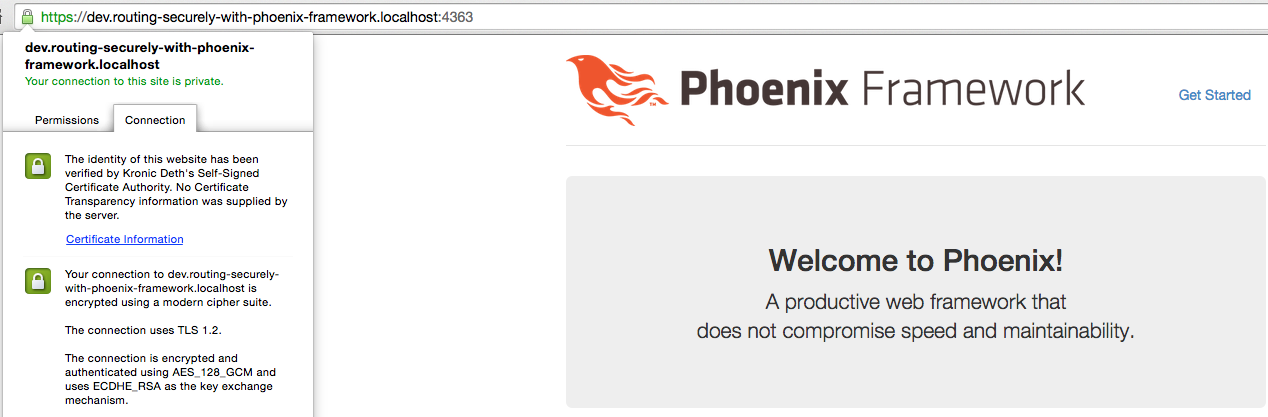 https://dev.routing-securely-with-phoenix-framework.localhost:4363
dev.routing-securely-with-phoenix-
framework.localhost
Your connection to this site is private.
Permissions
Connection
The identity of this website has been
verified by Kronic Deth's Self-Signed
Certificate Authority. No Certificate
Transparency information was supplied by
the server.
Certificate Information
Your connection to dev.routing-securely-
with-phoenix-framework.localhost is
encrypted using a modern cipher suite.
The connection uses TLS 1.2.
The connection is encrypted and
authenticated using AES_128_GCM and
uses ECDHE_RSA as the key exchange
mechanism.
Phoenix Framework
TM
Get Started
Welcome to Phoenix!
A productive web framework that
does not compromise speed and maintainability.